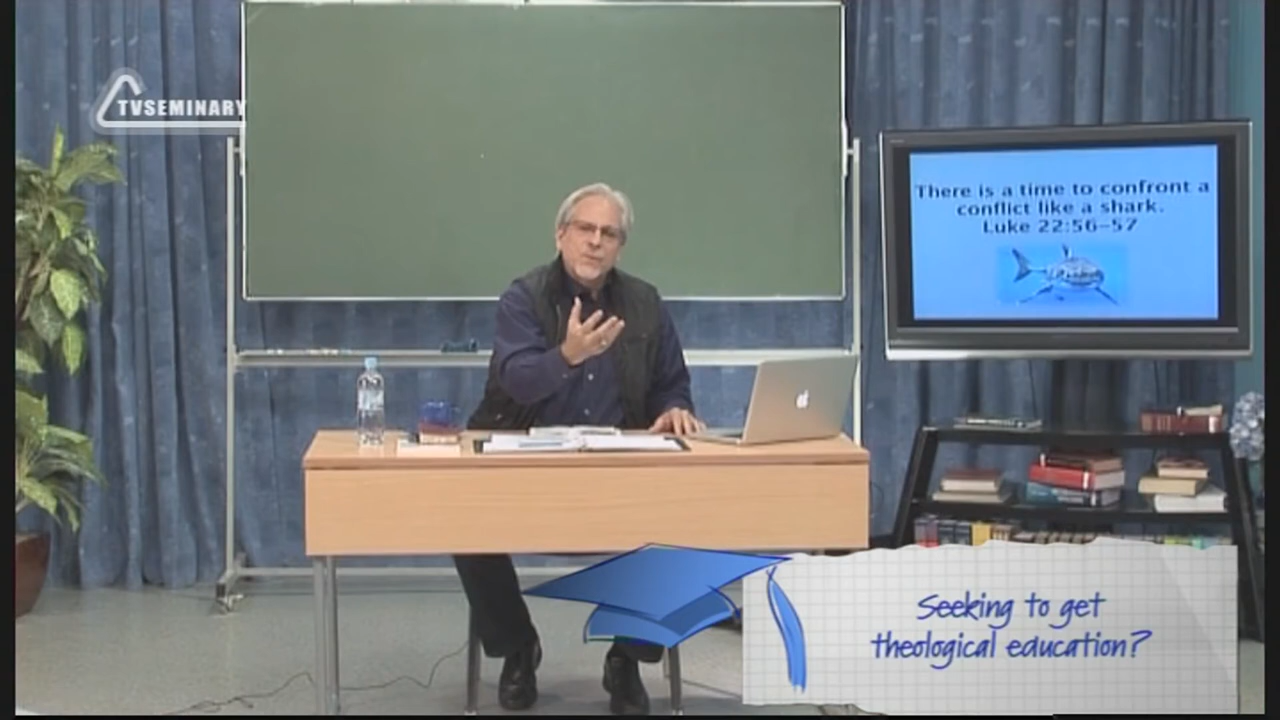 TVSEMINARY
There is a time to confront a
conflict like a shark.
Luke 22:56-57
Seeking to get
theological education?